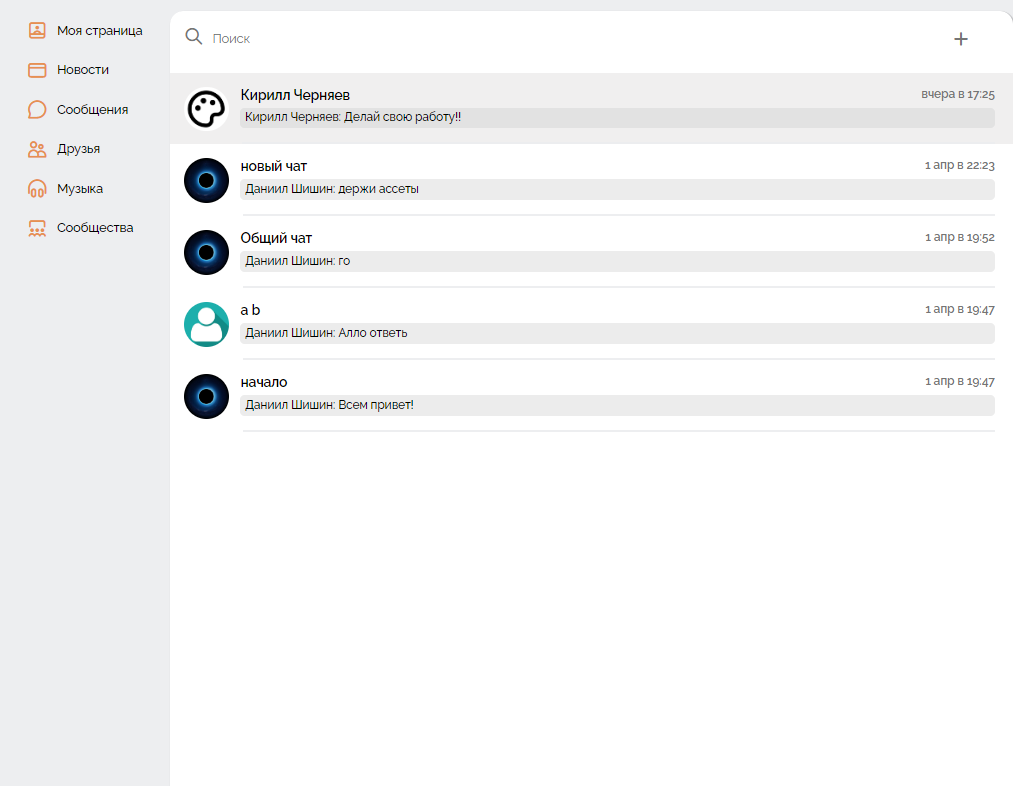 Моя страница
Новости
Сообщения
Друзья
Музыка
Сообщества
Поиск
Кирилл Черняев
вчера в 17:25
Кирилл Черняев: Делай свою работу!!
новый чат
1 апр в 22:23
Даниил Шишин: держи ассеты
Общий чат
1 апр в 19:52
Даниил Шишин: го
a b
1 апр в 19:47
Даниил Шишин: Алло ответь
начало
1 апр в 19:47
Даниил Шишин: Всем привет!